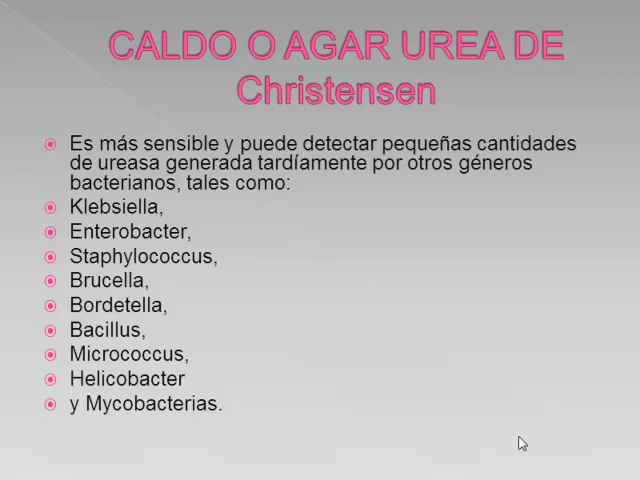 CALDO O AGAR UREA DE
Christensen
Es más sensible y puede detectar pequeñas cantidades
de ureasa generada tardíamente por otros géneros
bacterianos, tales como:
Klebsiella,
Enterobacter,
Staphylococcus,
Brucella,
Bordetella,
Bacillus,
Micrococcus,
Helicobacter
y Mycobacterias.